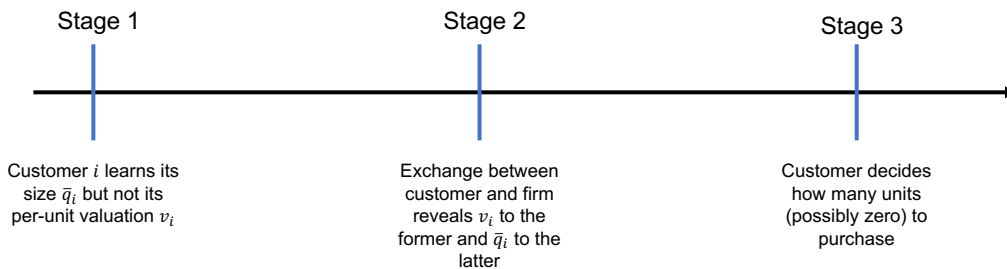 Stage 1
Stage 2
Stage 3
Customer 𝑖 learns its
size q̄ᵢ but not its
per-unit valuation vᵢ
Exchange between
customer and firm
reveals vᵢ to the
former and q̄ᵢ to the
latter
Customer decides
how many units
(possibly zero) to
purchase